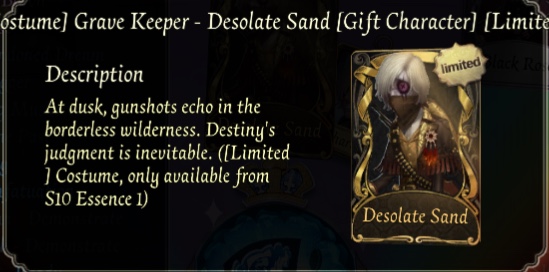 ostume] Grave Keeper - Desolate Sand [Gift Character] [Limite
Description
At dusk, gunshots echo in the
borderless wilderness. Destiny's
judgment is inevitable. ([Limited
] Costume, only available from
S10 Essence 1)
limited
Desolate Sand